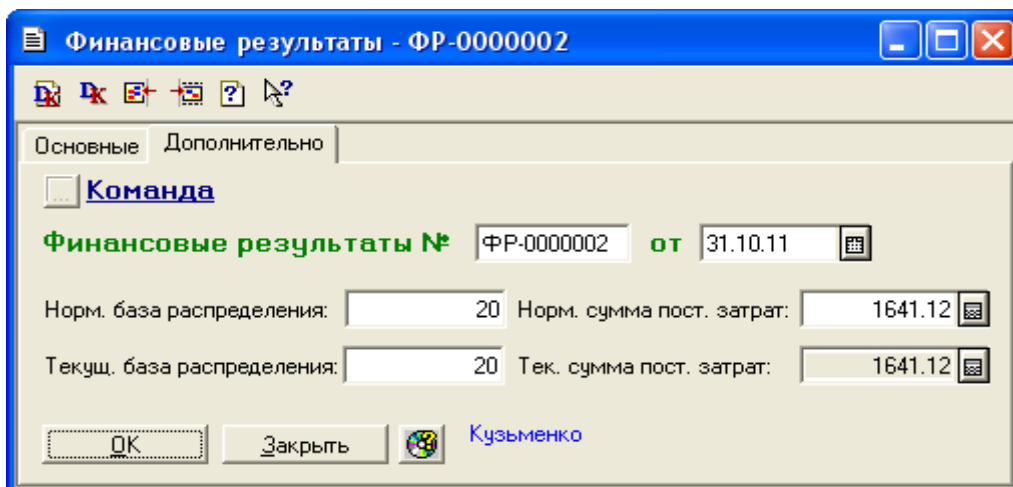 Финансовые результаты - ФР-0000002
Основные Дополнительно
... Команда
Финансовые результаты № ФР-0000002 от 31.10.11
Норм. база распределения: 20 Норм. сумма пост. затрат: 1641.12
Текущ. база распределения: 20 Тек. сумма пост. затрат: 1641.12
OK Закрыть Кузьменко